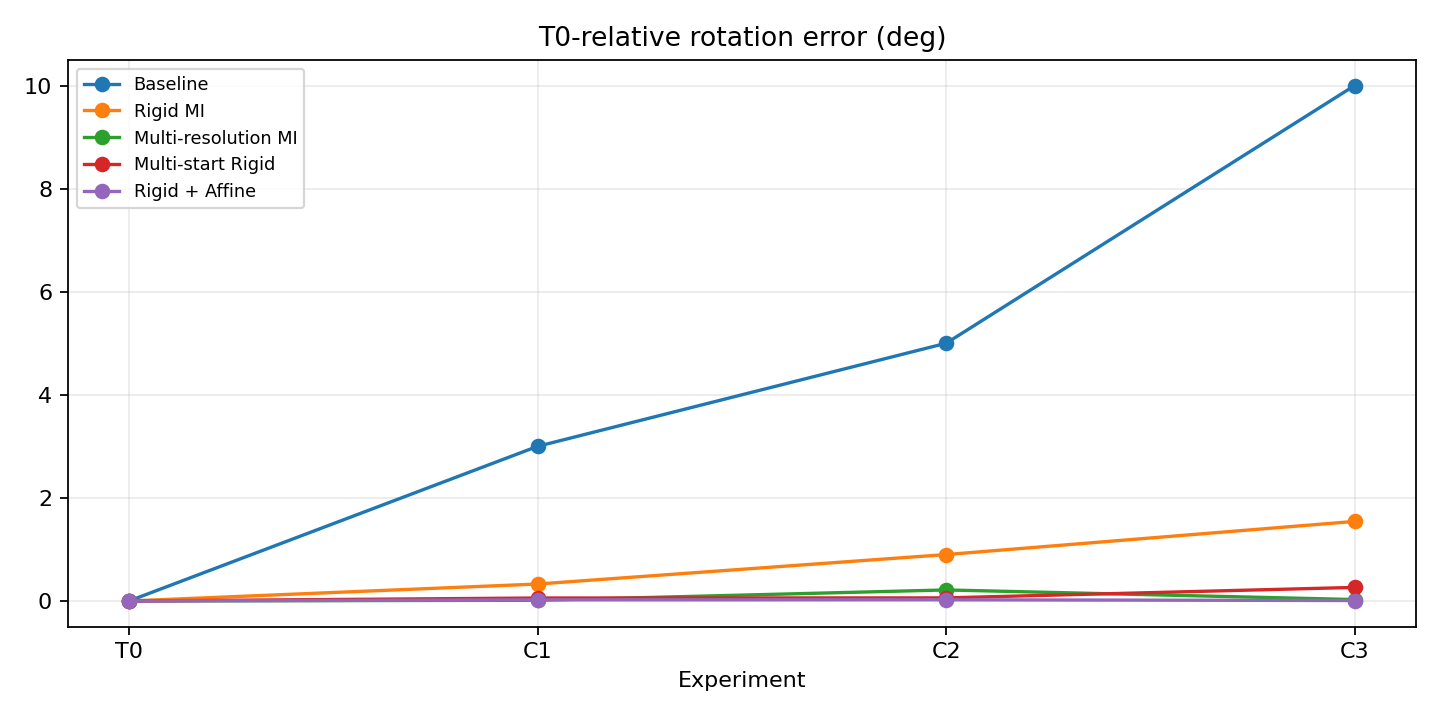 T0-relative rotation error (deg)
Baseline
Rigid MI
Multi-resolution MI
Multi-start Rigid
Rigid + Affine
10
8
6
4
2
0
T0
C1
C2
C3
Experiment